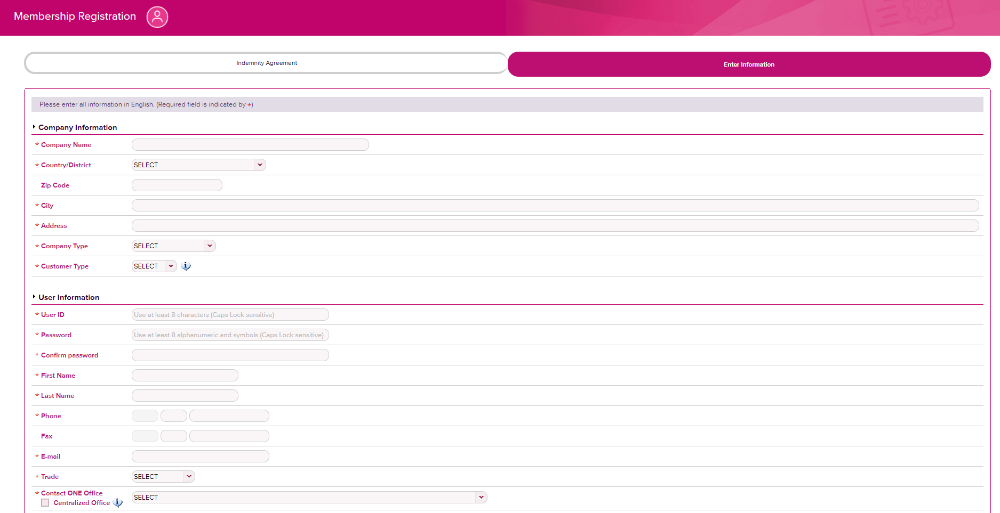 Membership Registration
Indemnity Agreement
Enter Information
Please enter all information in English. (Required field is indicated by *)
Company Information
* Company Name
* Country/District SELECT
Zip Code
* City
* Address
* Company Type SELECT
* Customer Type SELECT
User Information
* User ID Use at least 8 characters (Caps Lock sensitive)
* Password Use at least 8 alphanumeric and symbols (Caps Lock sensitive)
* Confirm password
* First Name
* Last Name
* Phone
Fax
* E-mail
* Trade SELECT
* Contact ONE Office
SELECT
Centralized Office